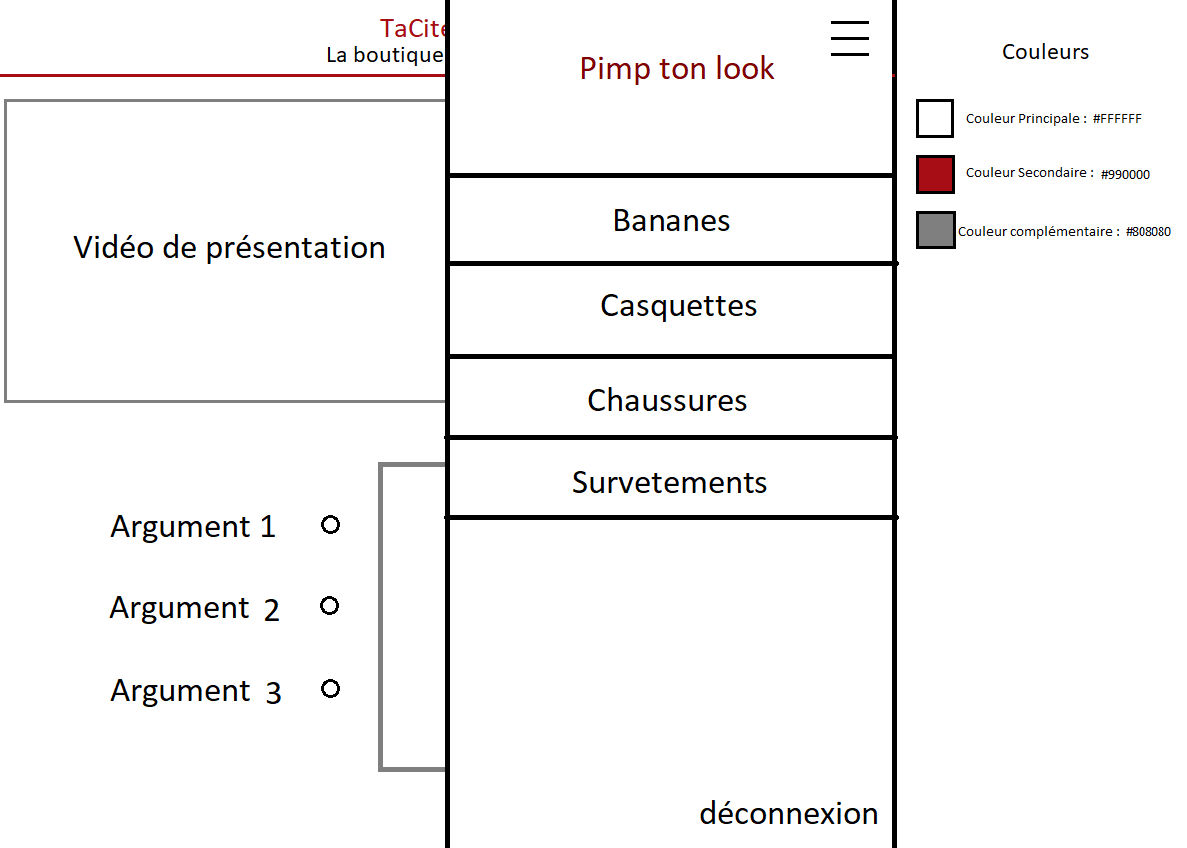 TaCite
La boutique
Pimp ton look
Couleurs
Couleur Principale : #FFFFFF
Couleur Secondaire : #990000
Couleur complémentaire : #808080
Vidéo de présentation
Bananes
Casquettes
Chaussures
Survetements
Argument 1
Argument 2
Argument 3
déconnexion